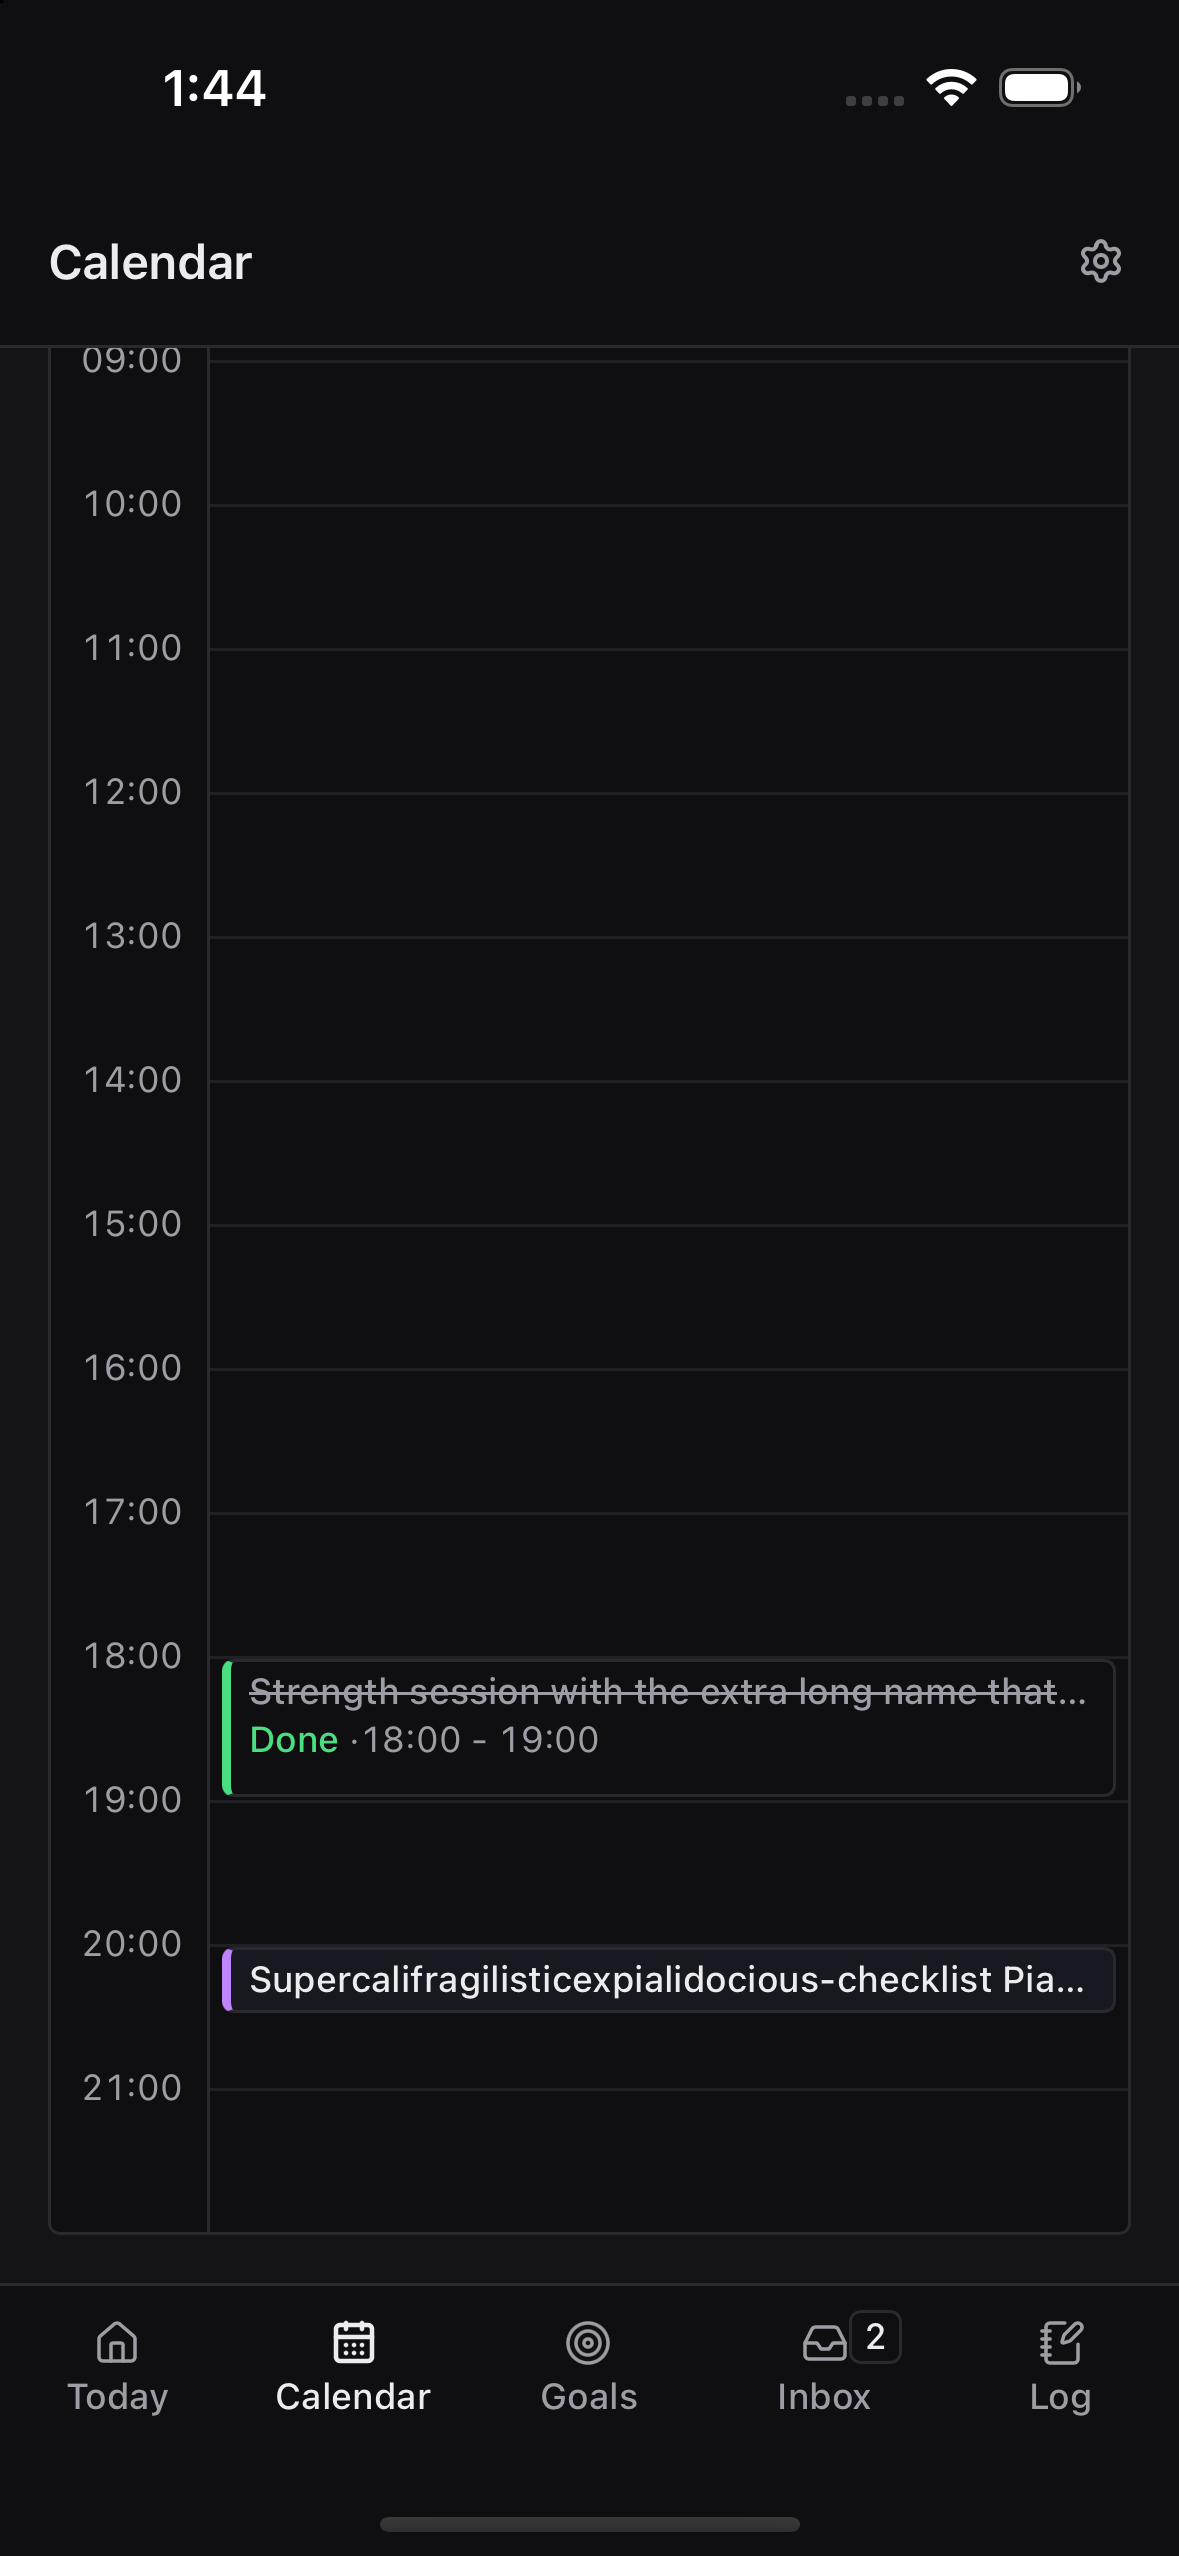 1:44
Calendar
09:00
10:00
11:00
12:00
13:00
14:00
15:00
16:00
17:00
18:00
Strength session with the extra long name that...
Done · 18:00 - 19:00
19:00
20:00
Supercalifragilisticexpialidocious-checklist Pia...
21:00
2
Today
Calendar
Goals
Inbox
Log